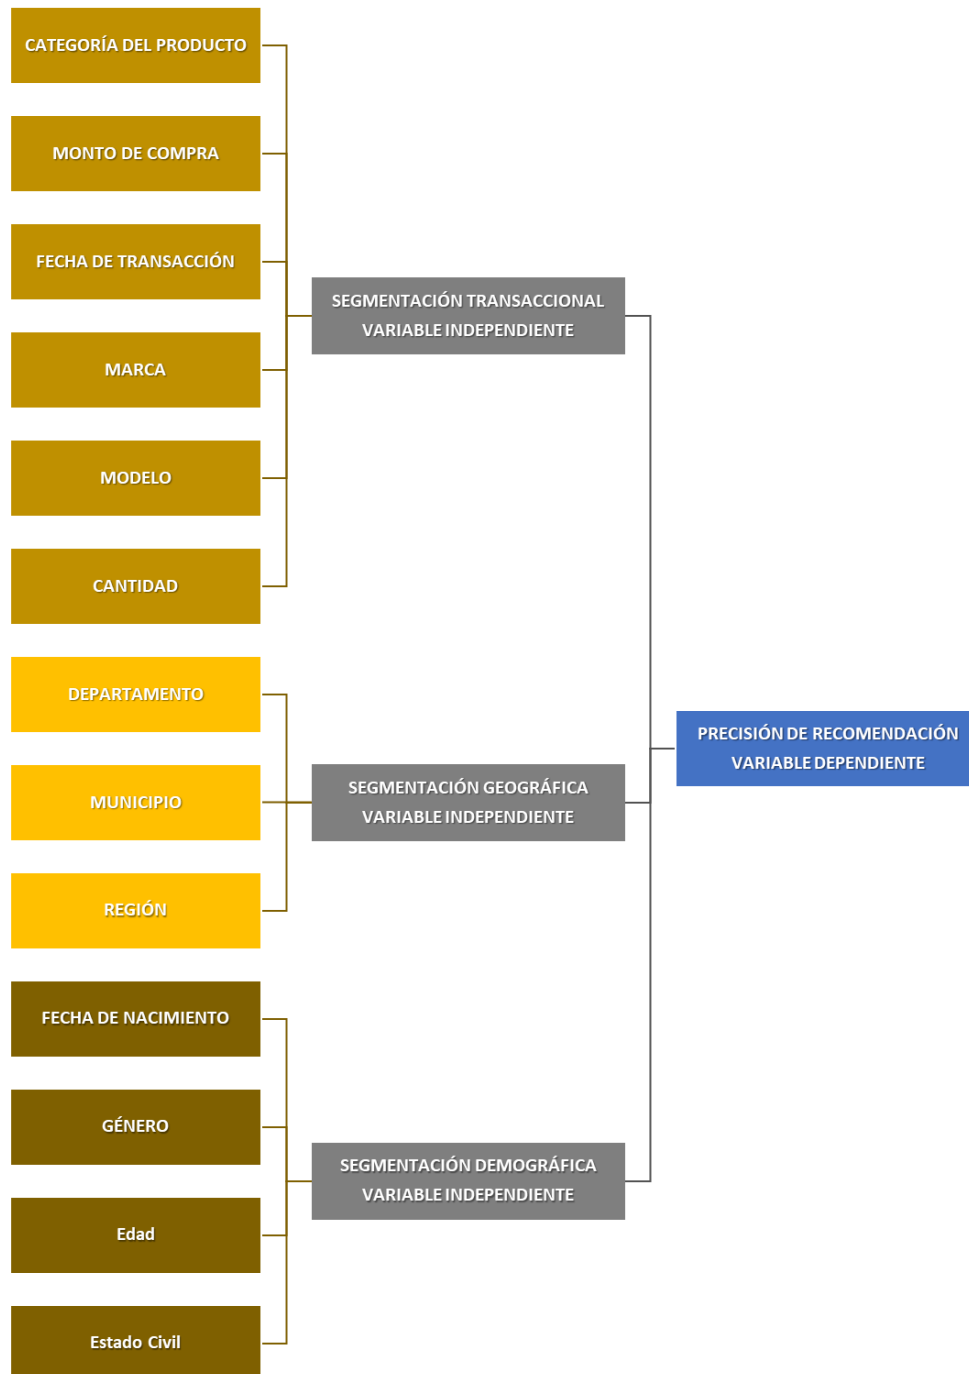 CATEGORÍA DEL PRODUCTO
MONTO DE COMPRA
FECHA DE TRANSACCIÓN
MARCA
MODELO
CANTIDAD
SEGMENTACIÓN TRANSACCIONAL
VARIABLE INDEPENDIENTE
DEPARTAMENTO
MUNICIPIO
REGIÓN
SEGMENTACIÓN GEOGRÁFICA
VARIABLE INDEPENDIENTE
FECHA DE NACIMIENTO
GÉNERO
Edad
Estado Civil
SEGMENTACIÓN DEMOGRÁFICA
VARIABLE INDEPENDIENTE
PRECISIÓN DE RECOMENDACIÓN
VARIABLE DEPENDIENTE